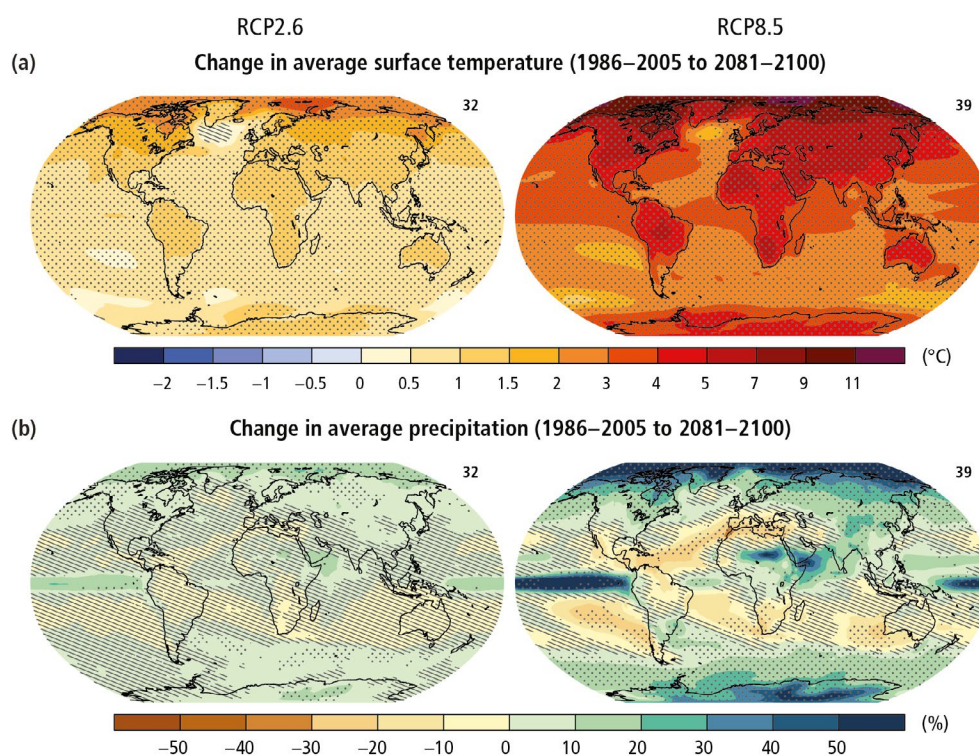 RCP2.6 RCP8.5
(a) Change in average surface temperature (1986–2005 to 2081–2100)
32 39
(°C)
−2 −1.5 −1 −0.5 0 0.5 1 1.5 2 3 4 5 7 9 11
(b) Change in average precipitation (1986–2005 to 2081–2100)
32 39
(%)
−50 −40 −30 −20 −10 0 10 20 30 40 50